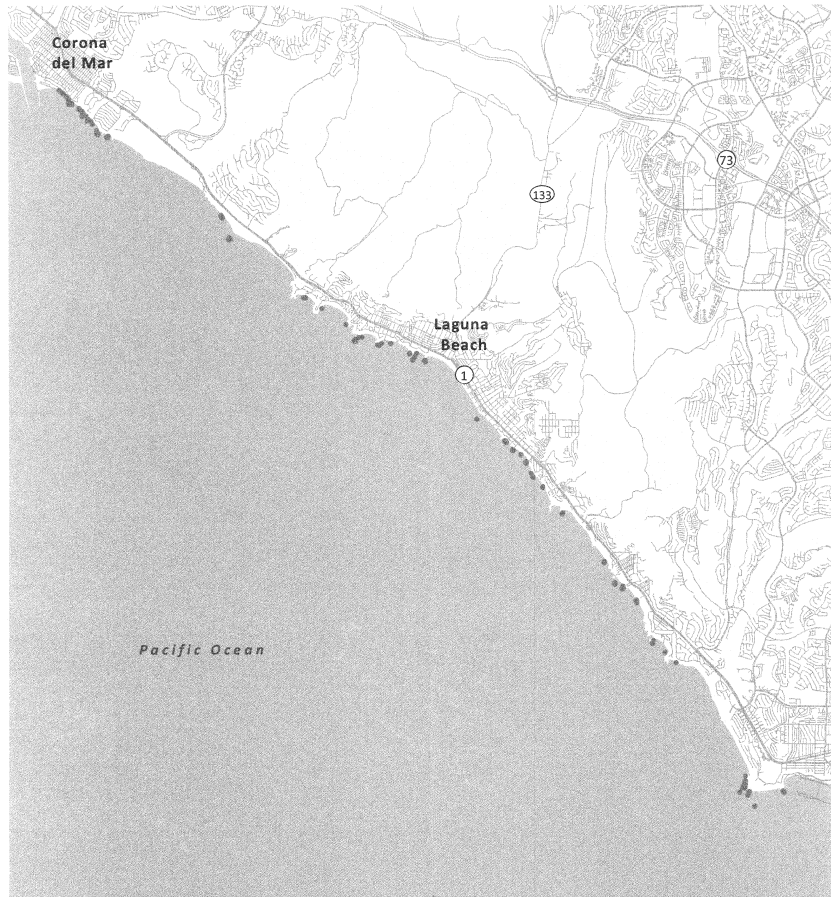 Corona
del Mar
73
133
Laguna
Beach
1
Pacific Ocean